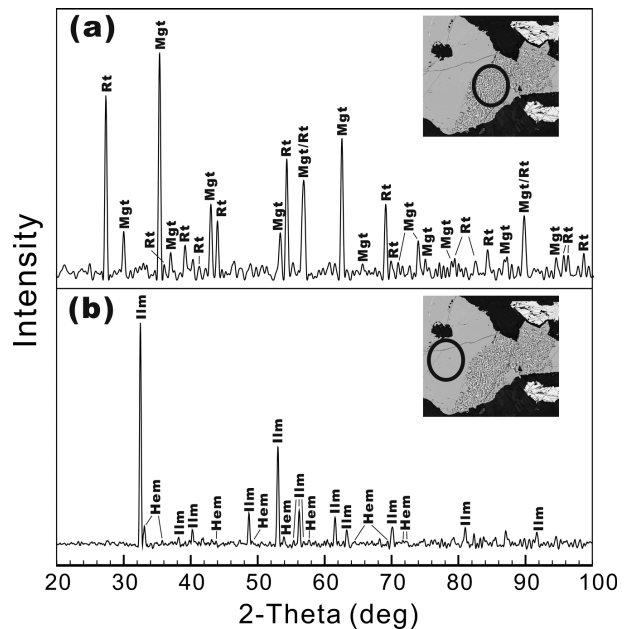 (a)
Rt
Mgt
Mgt
Rt
Mgt
Rt
Rt
Mgt
Rt
Mgt
Rt
Mgt/Rt
Mgt
Mgt
Rt
Rt
Mgt
Mgt
Mgt
Rt
Rt
Mgt
Mgt/Rt
Mgt
Rt
Rt
Intensity
(b)
Ilm
Hem
Ilm
Ilm
Hem
Ilm
Hem
Ilm
Hem
Ilm
Hem
Ilm
Ilm
Hem
Ilm
Hem
Ilm
Ilm
20 30 40 50 60 70 80 90 100
2-Theta (deg)